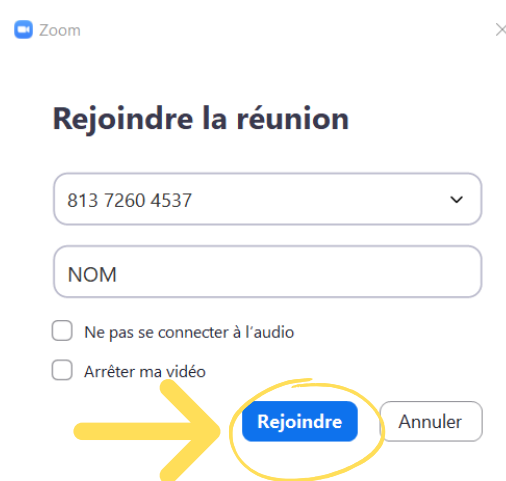 Zoom
Rejoindre la réunion
813 7260 4537
NOM
Ne pas se connecter à l'audio
Arrêter ma vidéo
Rejoindre Annuler